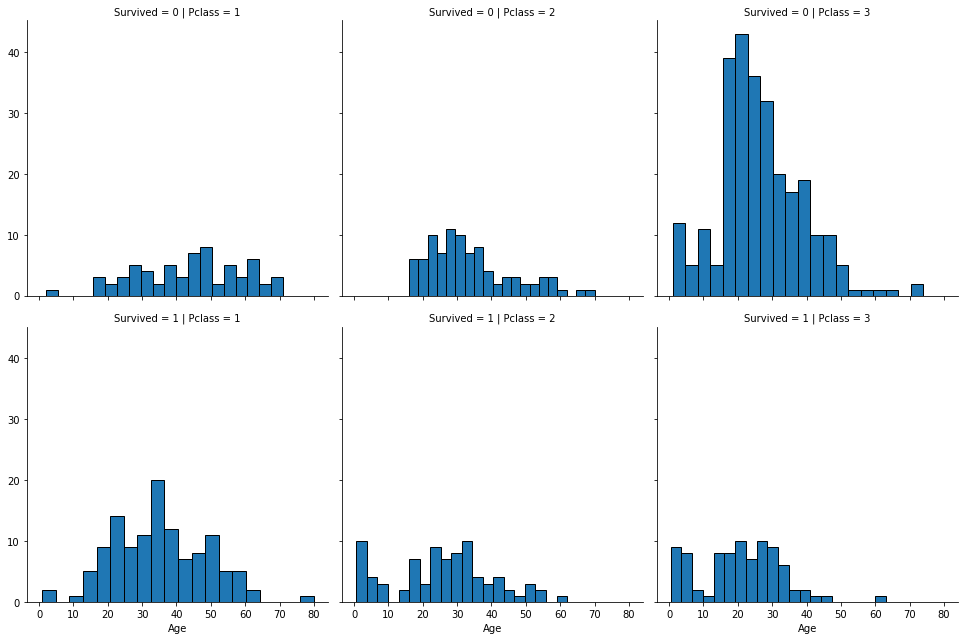 Survived = 0 | Pclass = 1
Survived = 0 | Pclass = 2
Survived = 0 | Pclass = 3
40
30
20
10
0
Survived = 1 | Pclass = 1
Survived = 1 | Pclass = 2
Survived = 1 | Pclass = 3
40
30
20
10
0
0 10 20 30 40 50 60 70 80
0 10 20 30 40 50 60 70 80
0 10 20 30 40 50 60 70 80
Age
Age
Age